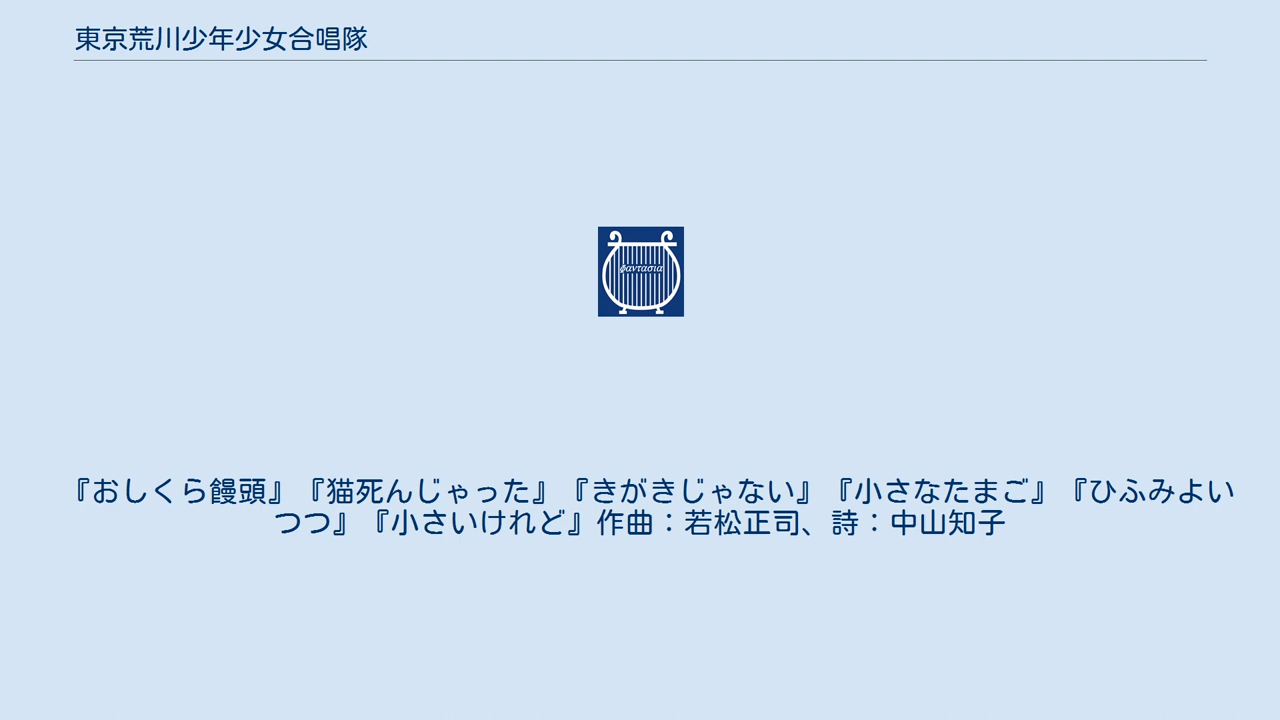 東京荒川少年少女合唱隊
φαντασια
『おしくら饅頭』『猫死んじゃった』『きがきじゃない』『小さなたまご』『ひふみよい
つつ』『小さいけれど』作曲：若松正司、詩：中山知子